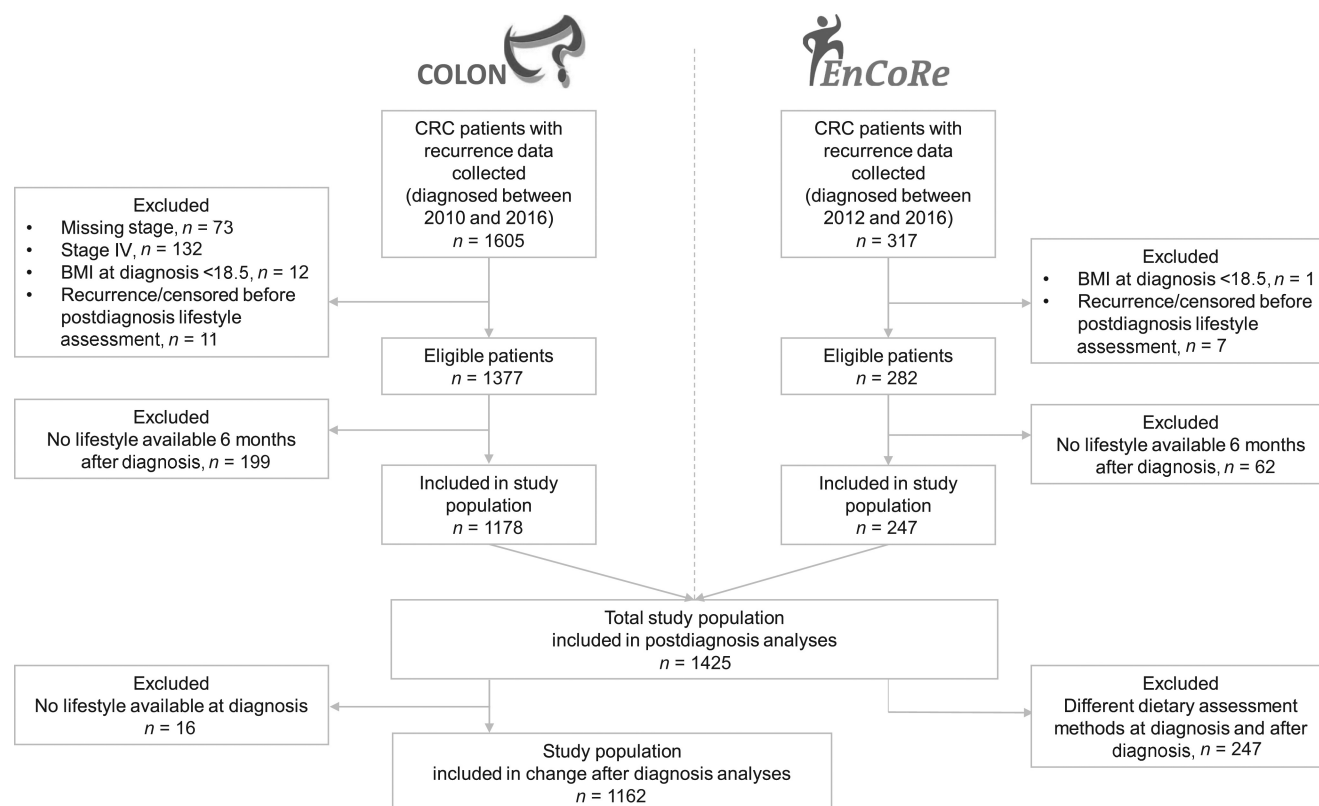 COLON
EnCoRe
CRC patients with
recurrence data
collected
(diagnosed between
2010 and 2016)
n = 1605
CRC patients with
recurrence data
collected
(diagnosed between
2012 and 2016)
n = 317
Excluded
• Missing stage, n = 73
• Stage IV, n = 132
• BMI at diagnosis <18.5, n = 12
• Recurrence/censored before
postdiagnosis lifestyle
assessment, n = 11
Excluded
• BMI at diagnosis <18.5, n = 1
• Recurrence/censored before
postdiagnosis lifestyle
assessment, n = 7
Eligible patients
n = 1377
Eligible patients
n = 282
Excluded
No lifestyle available 6 months
after diagnosis, n = 199
Excluded
No lifestyle available 6 months
after diagnosis, n = 62
Included in study
population
n = 1178
Included in study
population
n = 247
Total study population
included in postdiagnosis analyses
n = 1425
Excluded
No lifestyle available at diagnosis
n = 16
Excluded
Different dietary assessment
methods at diagnosis and after
diagnosis, n = 247
Study population
included in change after diagnosis analyses
n = 1162